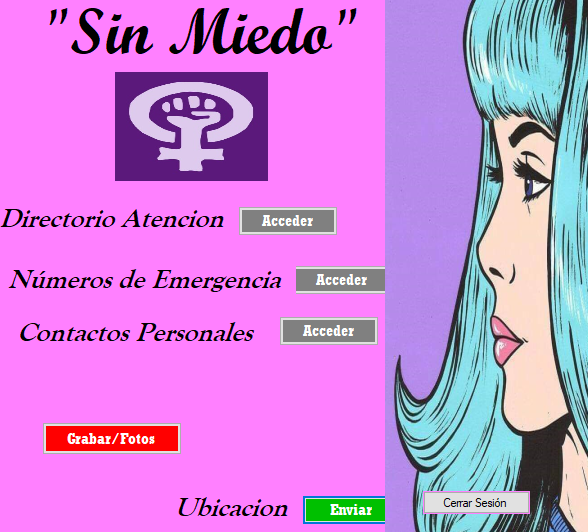 "Sin Miedo"
Directorio Atencion Acceder
Números de Emergencia Acceder
Contactos Personales Acceder
Grabar/Fotos
Cerrar Sesión
Ubicacion Enviar